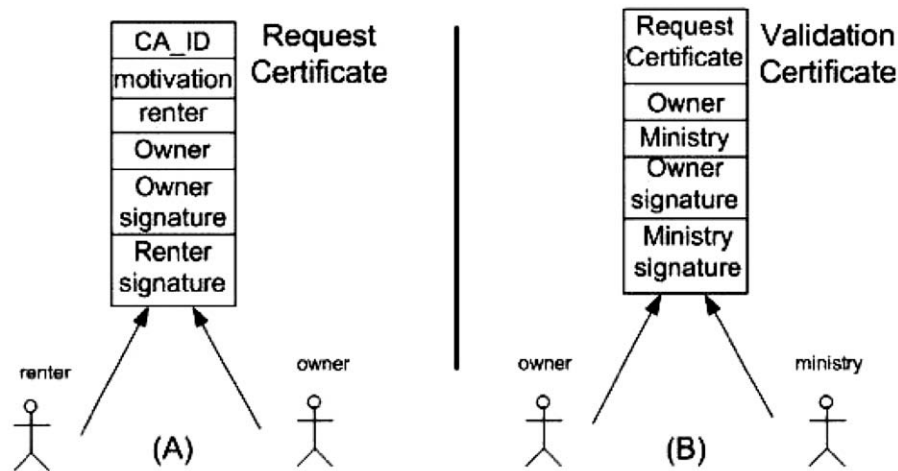 CA_ID
motivation
renter
Owner
Owner
signature
Renter
signature
Request
Certificate
renter
owner
(A)
Request
Certificate
Owner
Ministry
Owner
signature
Ministry
signature
Validation
Certificate
owner
ministry
(B)